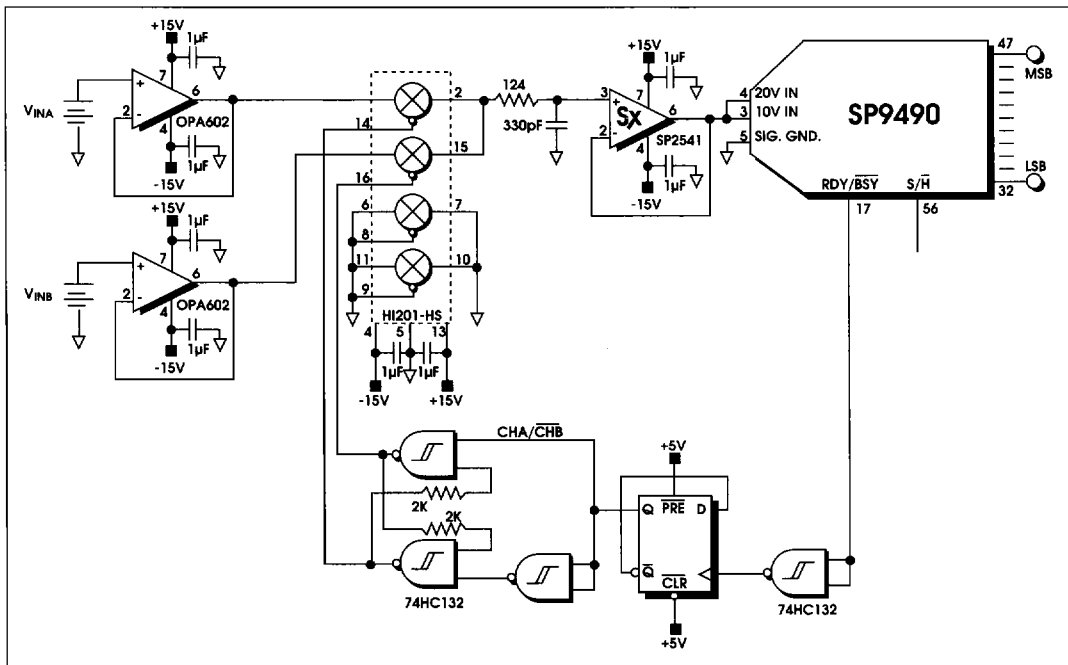 +15V
1µF
7
+
6
2
-
OPA602
4
1µF
-15V
VINA
+15V
1µF
7
+
6
2
-
OPA602
4
1µF
-15V
VINB
2
14
15
16
6
7
8
11
10
9
HI201-HS
4
5
13
1µF
1µF
-15V
+15V
124
330pF
+15V
1µF
7
3
+
SX
6
SP2541
2
-
4
1µF
-15V
4
20V IN
3
10V IN
5
SIG. GND.
SP9490
47
MSB
LSB
32
RDY/BSY
S/H
17
56
CHA/CHB
2K
2K
74HC132
+5V
Q
PRE
D
Q
CLR
+5V
74HC132